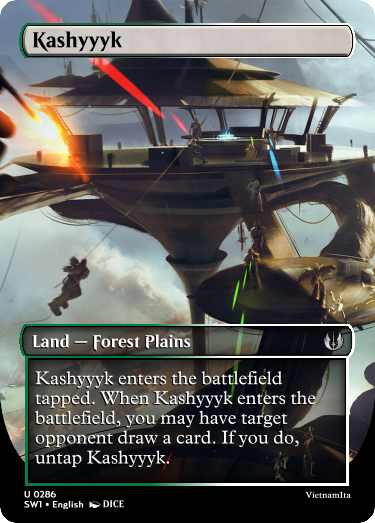 Kashyyyk
Land — Forest Plains
Kashyyyk enters the battlefield
tapped. When Kashyyyk enters the
battlefield, you may have target
opponent draw a card. If you do,
untap Kashyyyk.
U 0286
SW1 • English DICE
VietnamIta